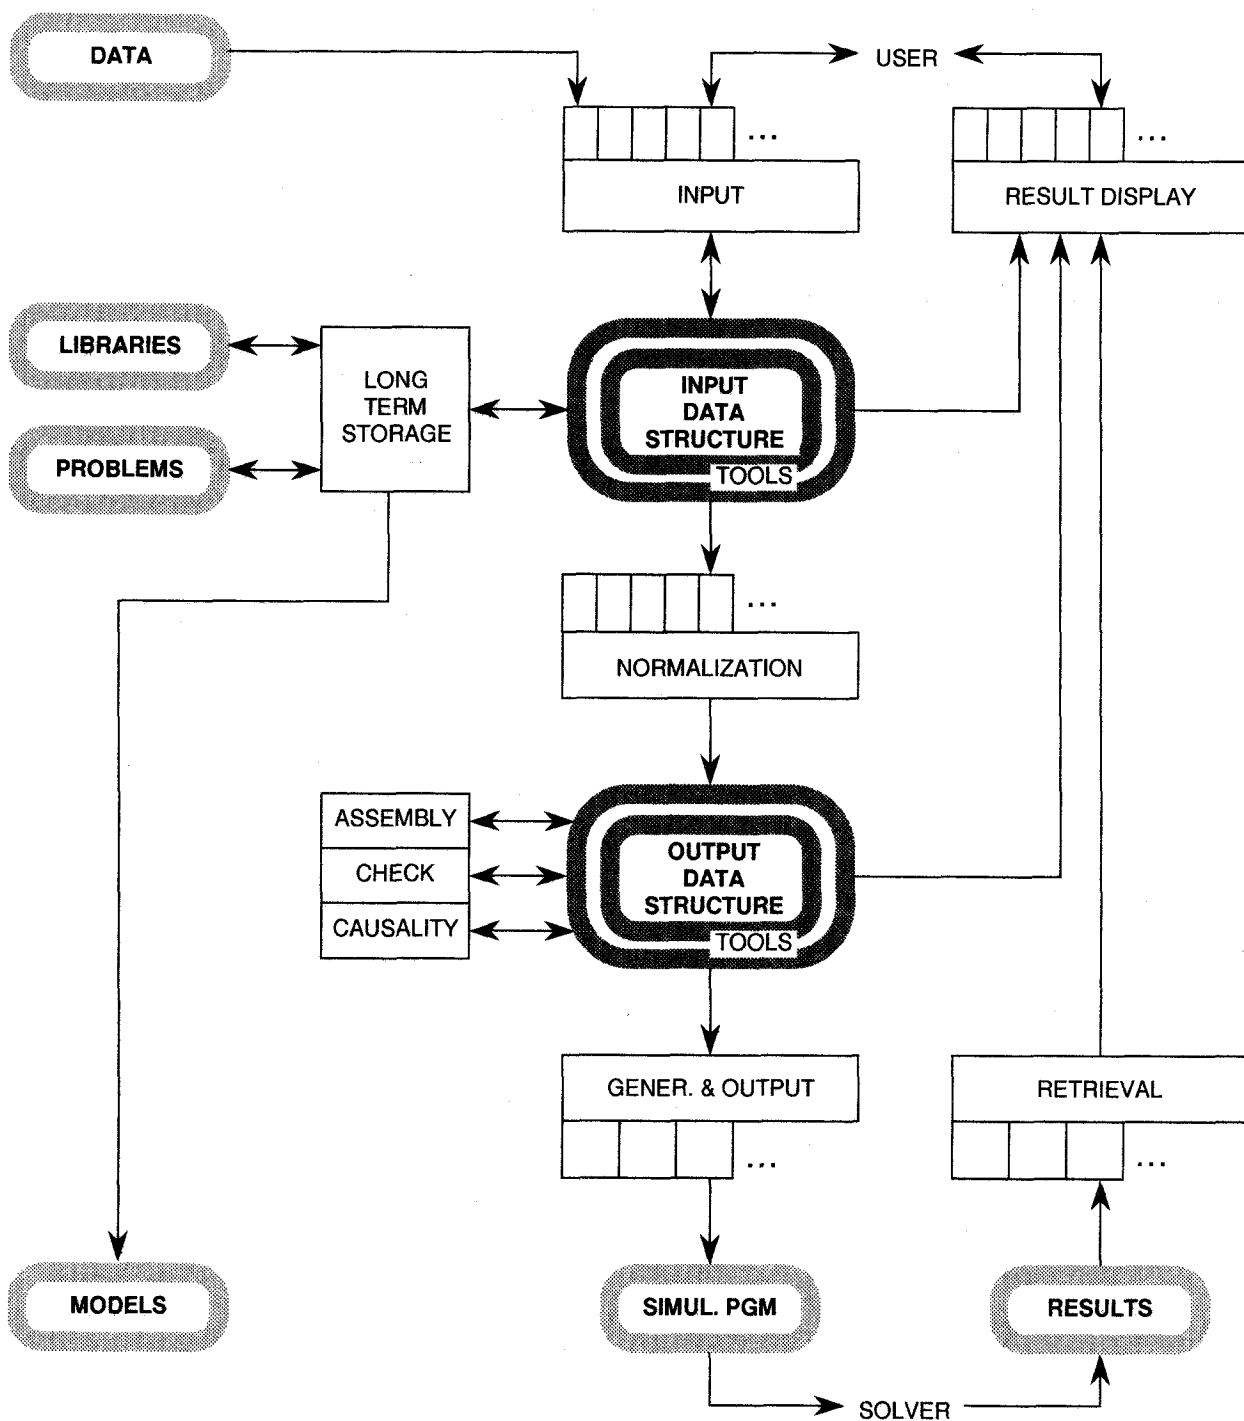 DATA
USER
...
...
INPUT
RESULT DISPLAY
LIBRARIES
LONG
TERM
STORAGE
PROBLEMS
INPUT
DATA
STRUCTURE
TOOLS
...
NORMALIZATION
ASSEMBLY
CHECK
CAUSALITY
OUTPUT
DATA
STRUCTURE
TOOLS
GENER. & OUTPUT
RETRIEVAL
...
...
MODELS
SIMUL. PGM
RESULTS
SOLVER